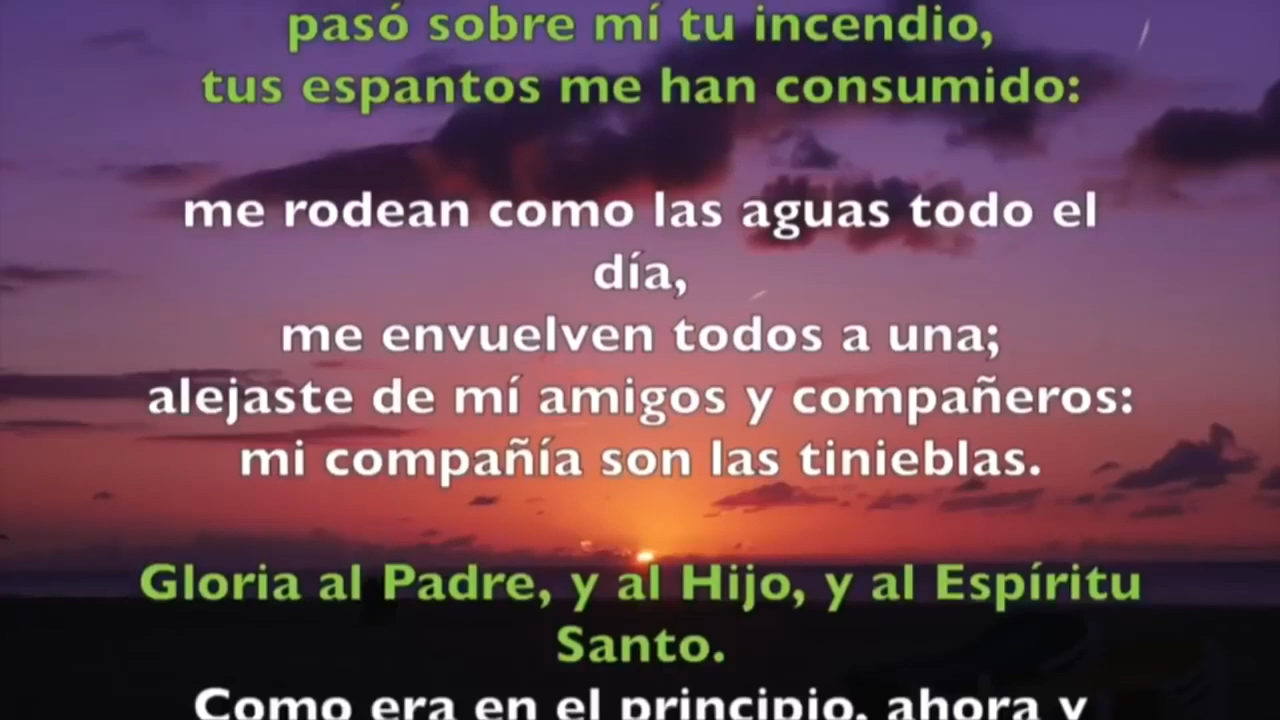 pasó sobre mí tu incendio,
tus espantos me han consumido:
me rodean como las aguas todo el
día,
me envuelven todos a una;
alejaste de mí amigos y compañeros:
mi compañía son las tinieblas.
Gloria al Padre, y al Hijo, y al Espíritu
Santo.
Como era en el principio, ahora y